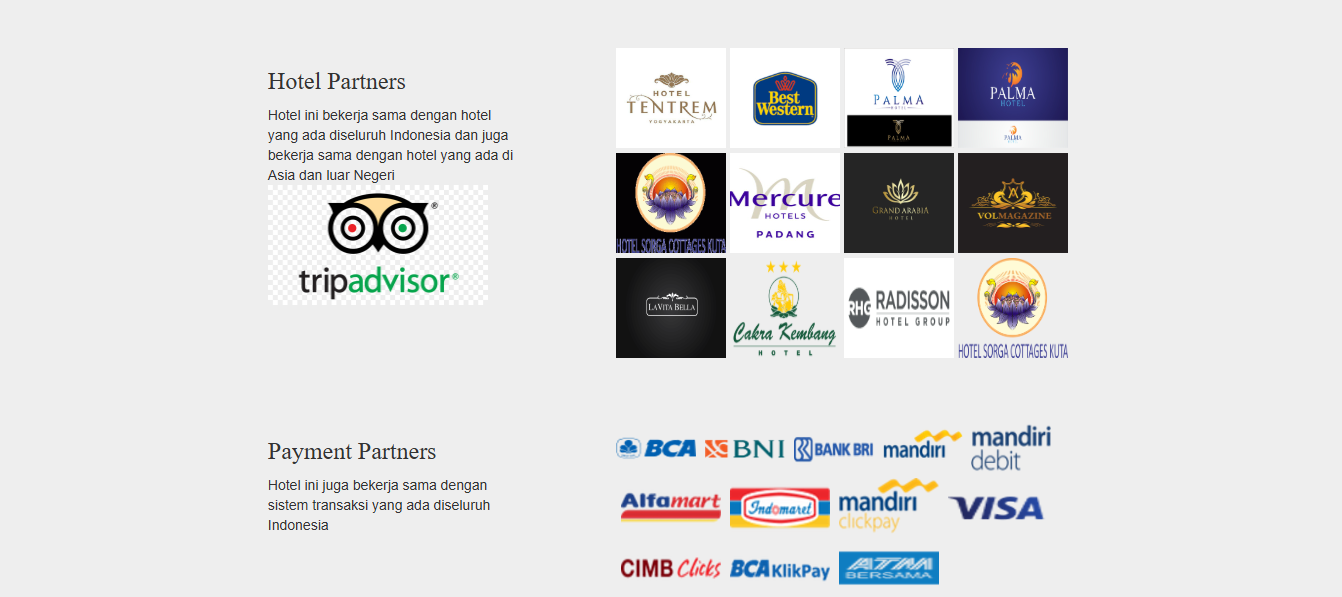 Hotel Partners
Hotel ini bekerja sama dengan hotel
yang ada diseluruh Indonesia dan juga
bekerja sama dengan hotel yang ada di
Asia dan luar Negeri
tripadvisor®
HOTEL
TENTREM
YOGYAKARTA
Best
Western
PALMA
HOTEL
PALMA
PALMA
HOTEL
PALMA
HOTEL SORGA COTTAGES KUTA
Mercure
HOTELS
PADANG
GRAND ARABIA
HOTEL
VOLMAGAZINE
LAVITA BELLA
Cakra Kembang
HOTEL
RHG RADISSON
HOTEL GROUP
HOTEL SORGA COTTAGES KUTA
Payment Partners
Hotel ini juga bekerja sama dengan
sistem transaksi yang ada diseluruh
Indonesia
BCA BNI BANK BRI mandiri mandiri
debit
Alfamart Indomaret mandiri
clickpay
VISA
CIMB Clicks BCA KlikPay ATM
BERSAMA